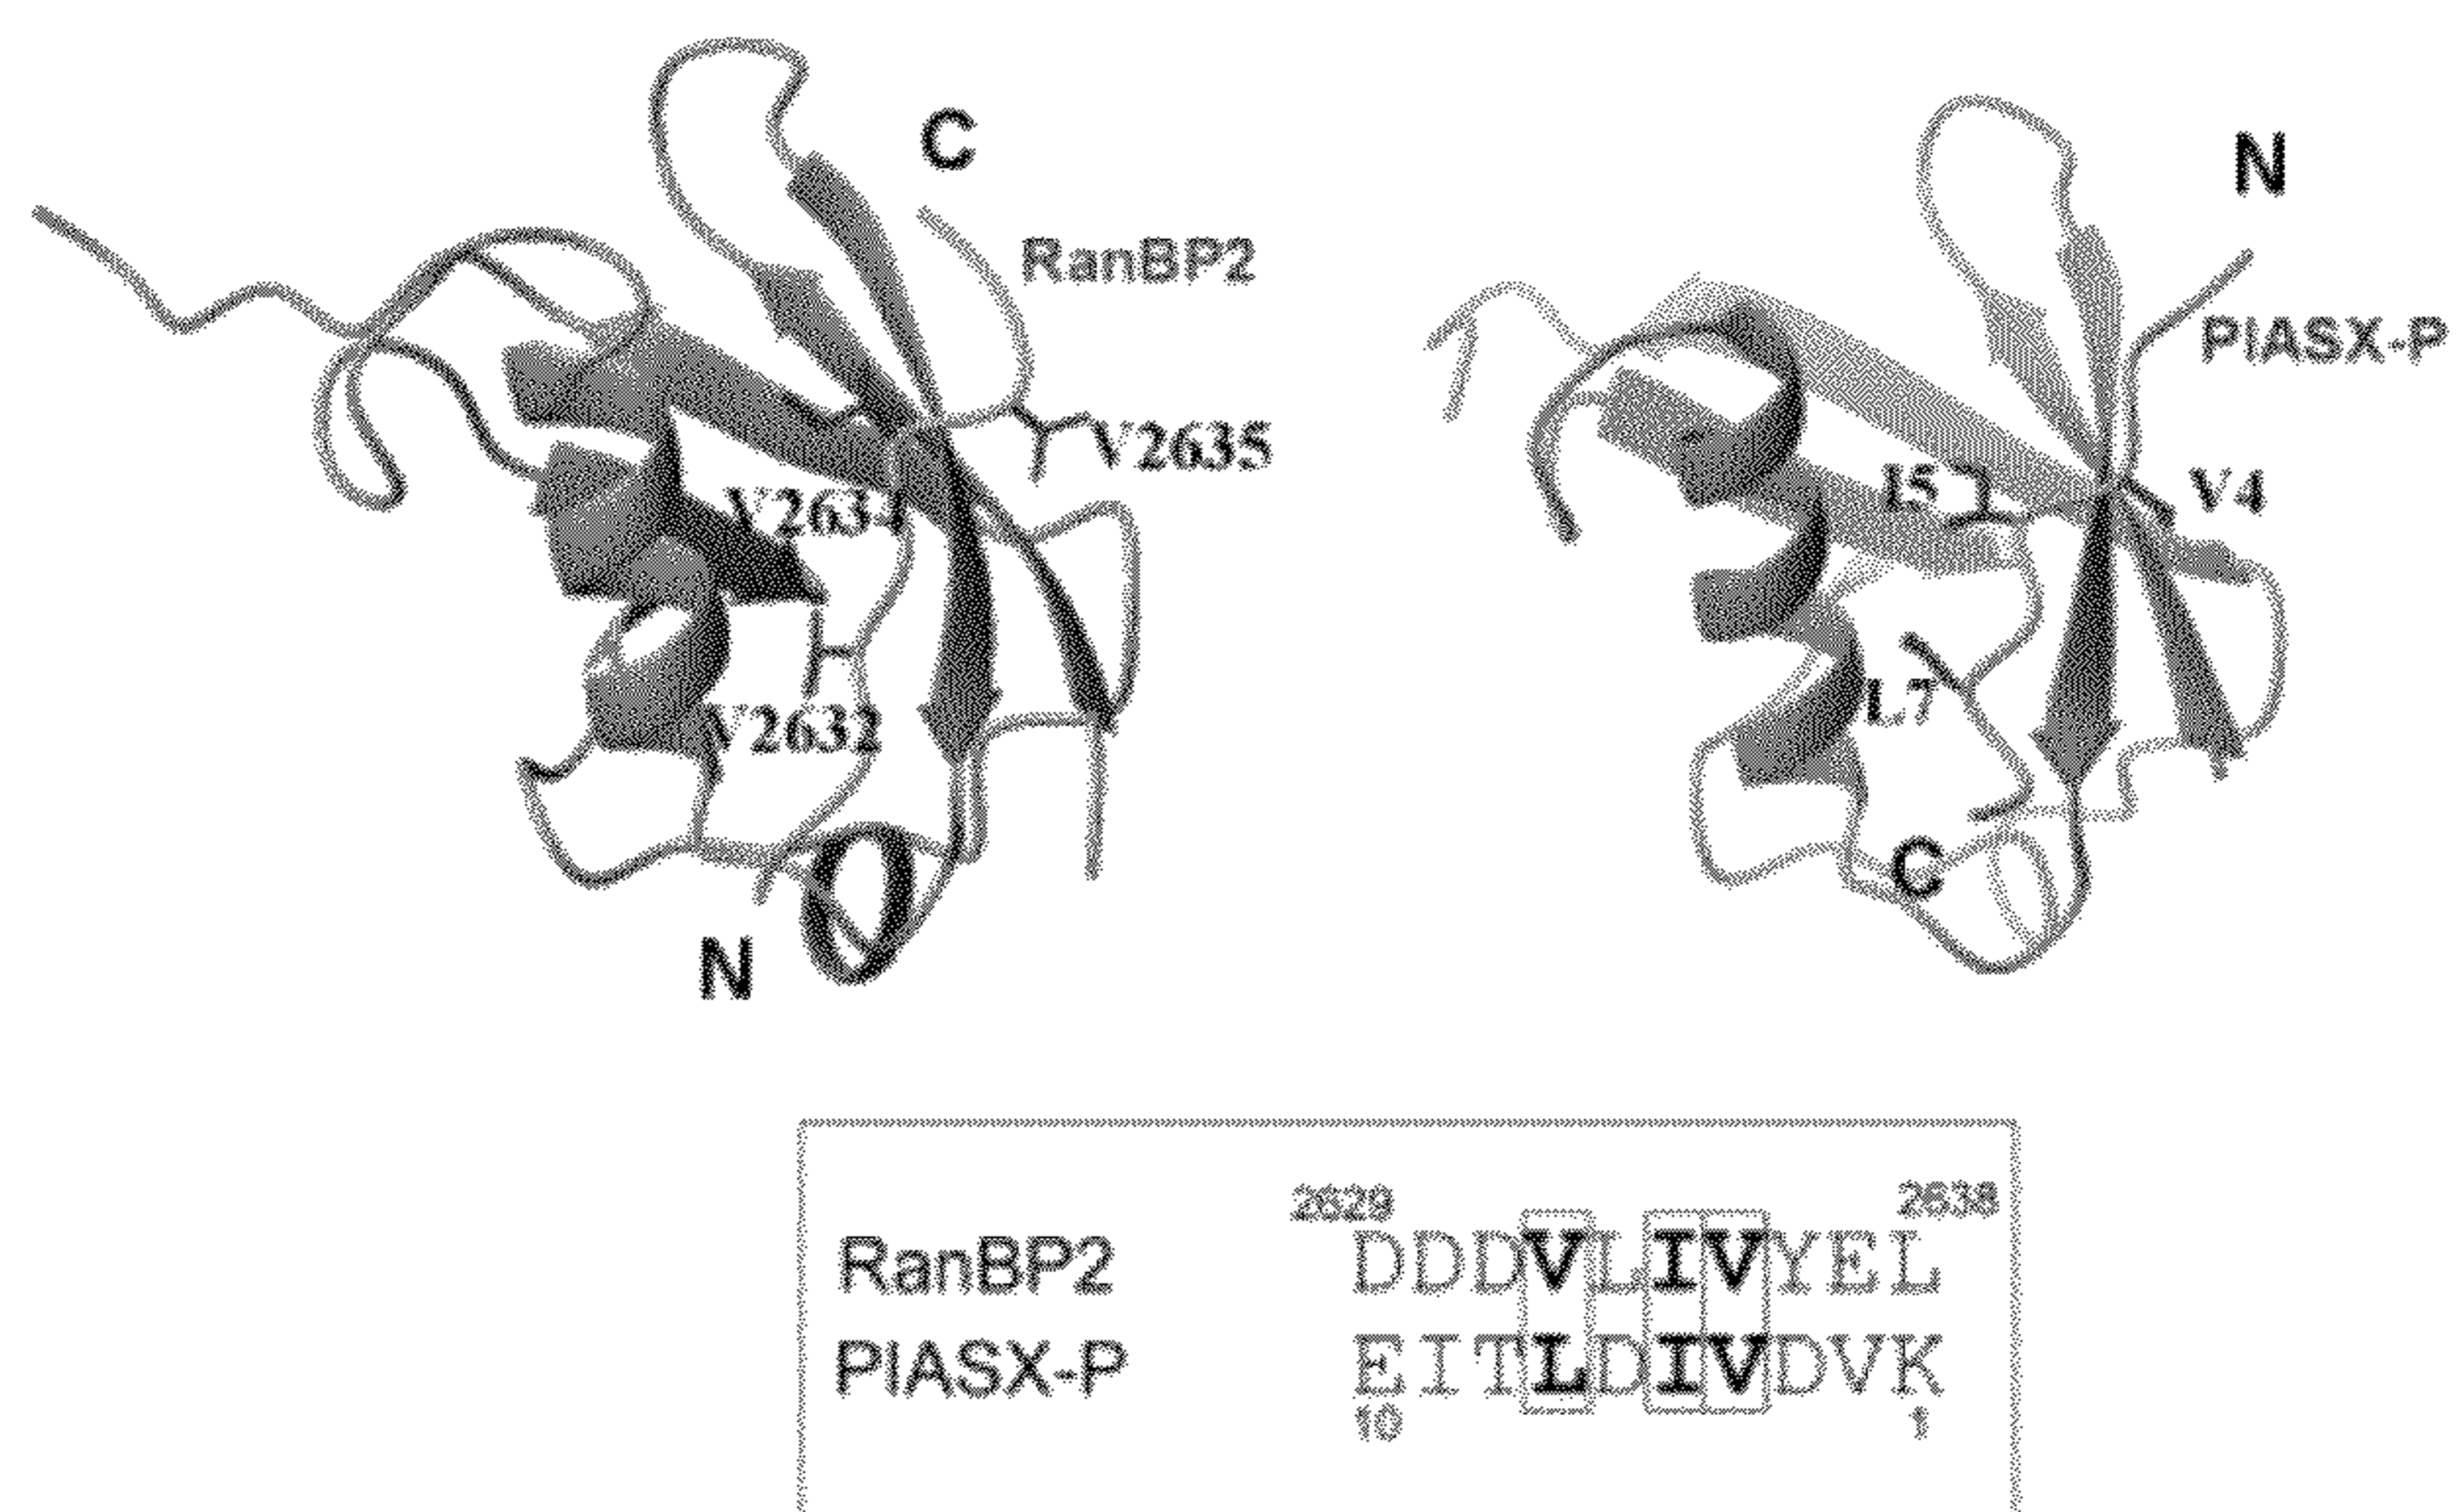 C
N
RanBP2
PIASX-P
V2635
I5
V4
V2634
L7
V2632
C
N
2629 2638
RanBP2 DDDVLIVYEL
PIASX-P EITLDIVDVK
10 1